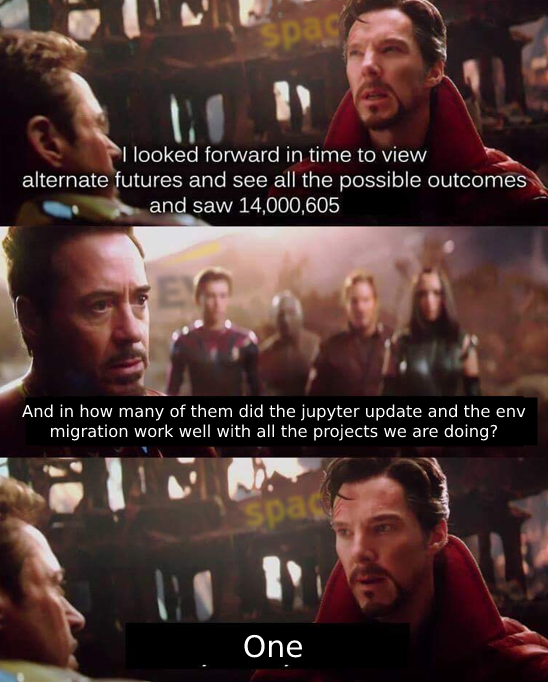 spac
I looked forward in time to view
alternate futures and see all the possible outcomes
and saw 14,000,605
And in how many of them did the jupyter update and the env
migration work well with all the projects we are doing?
spac
One